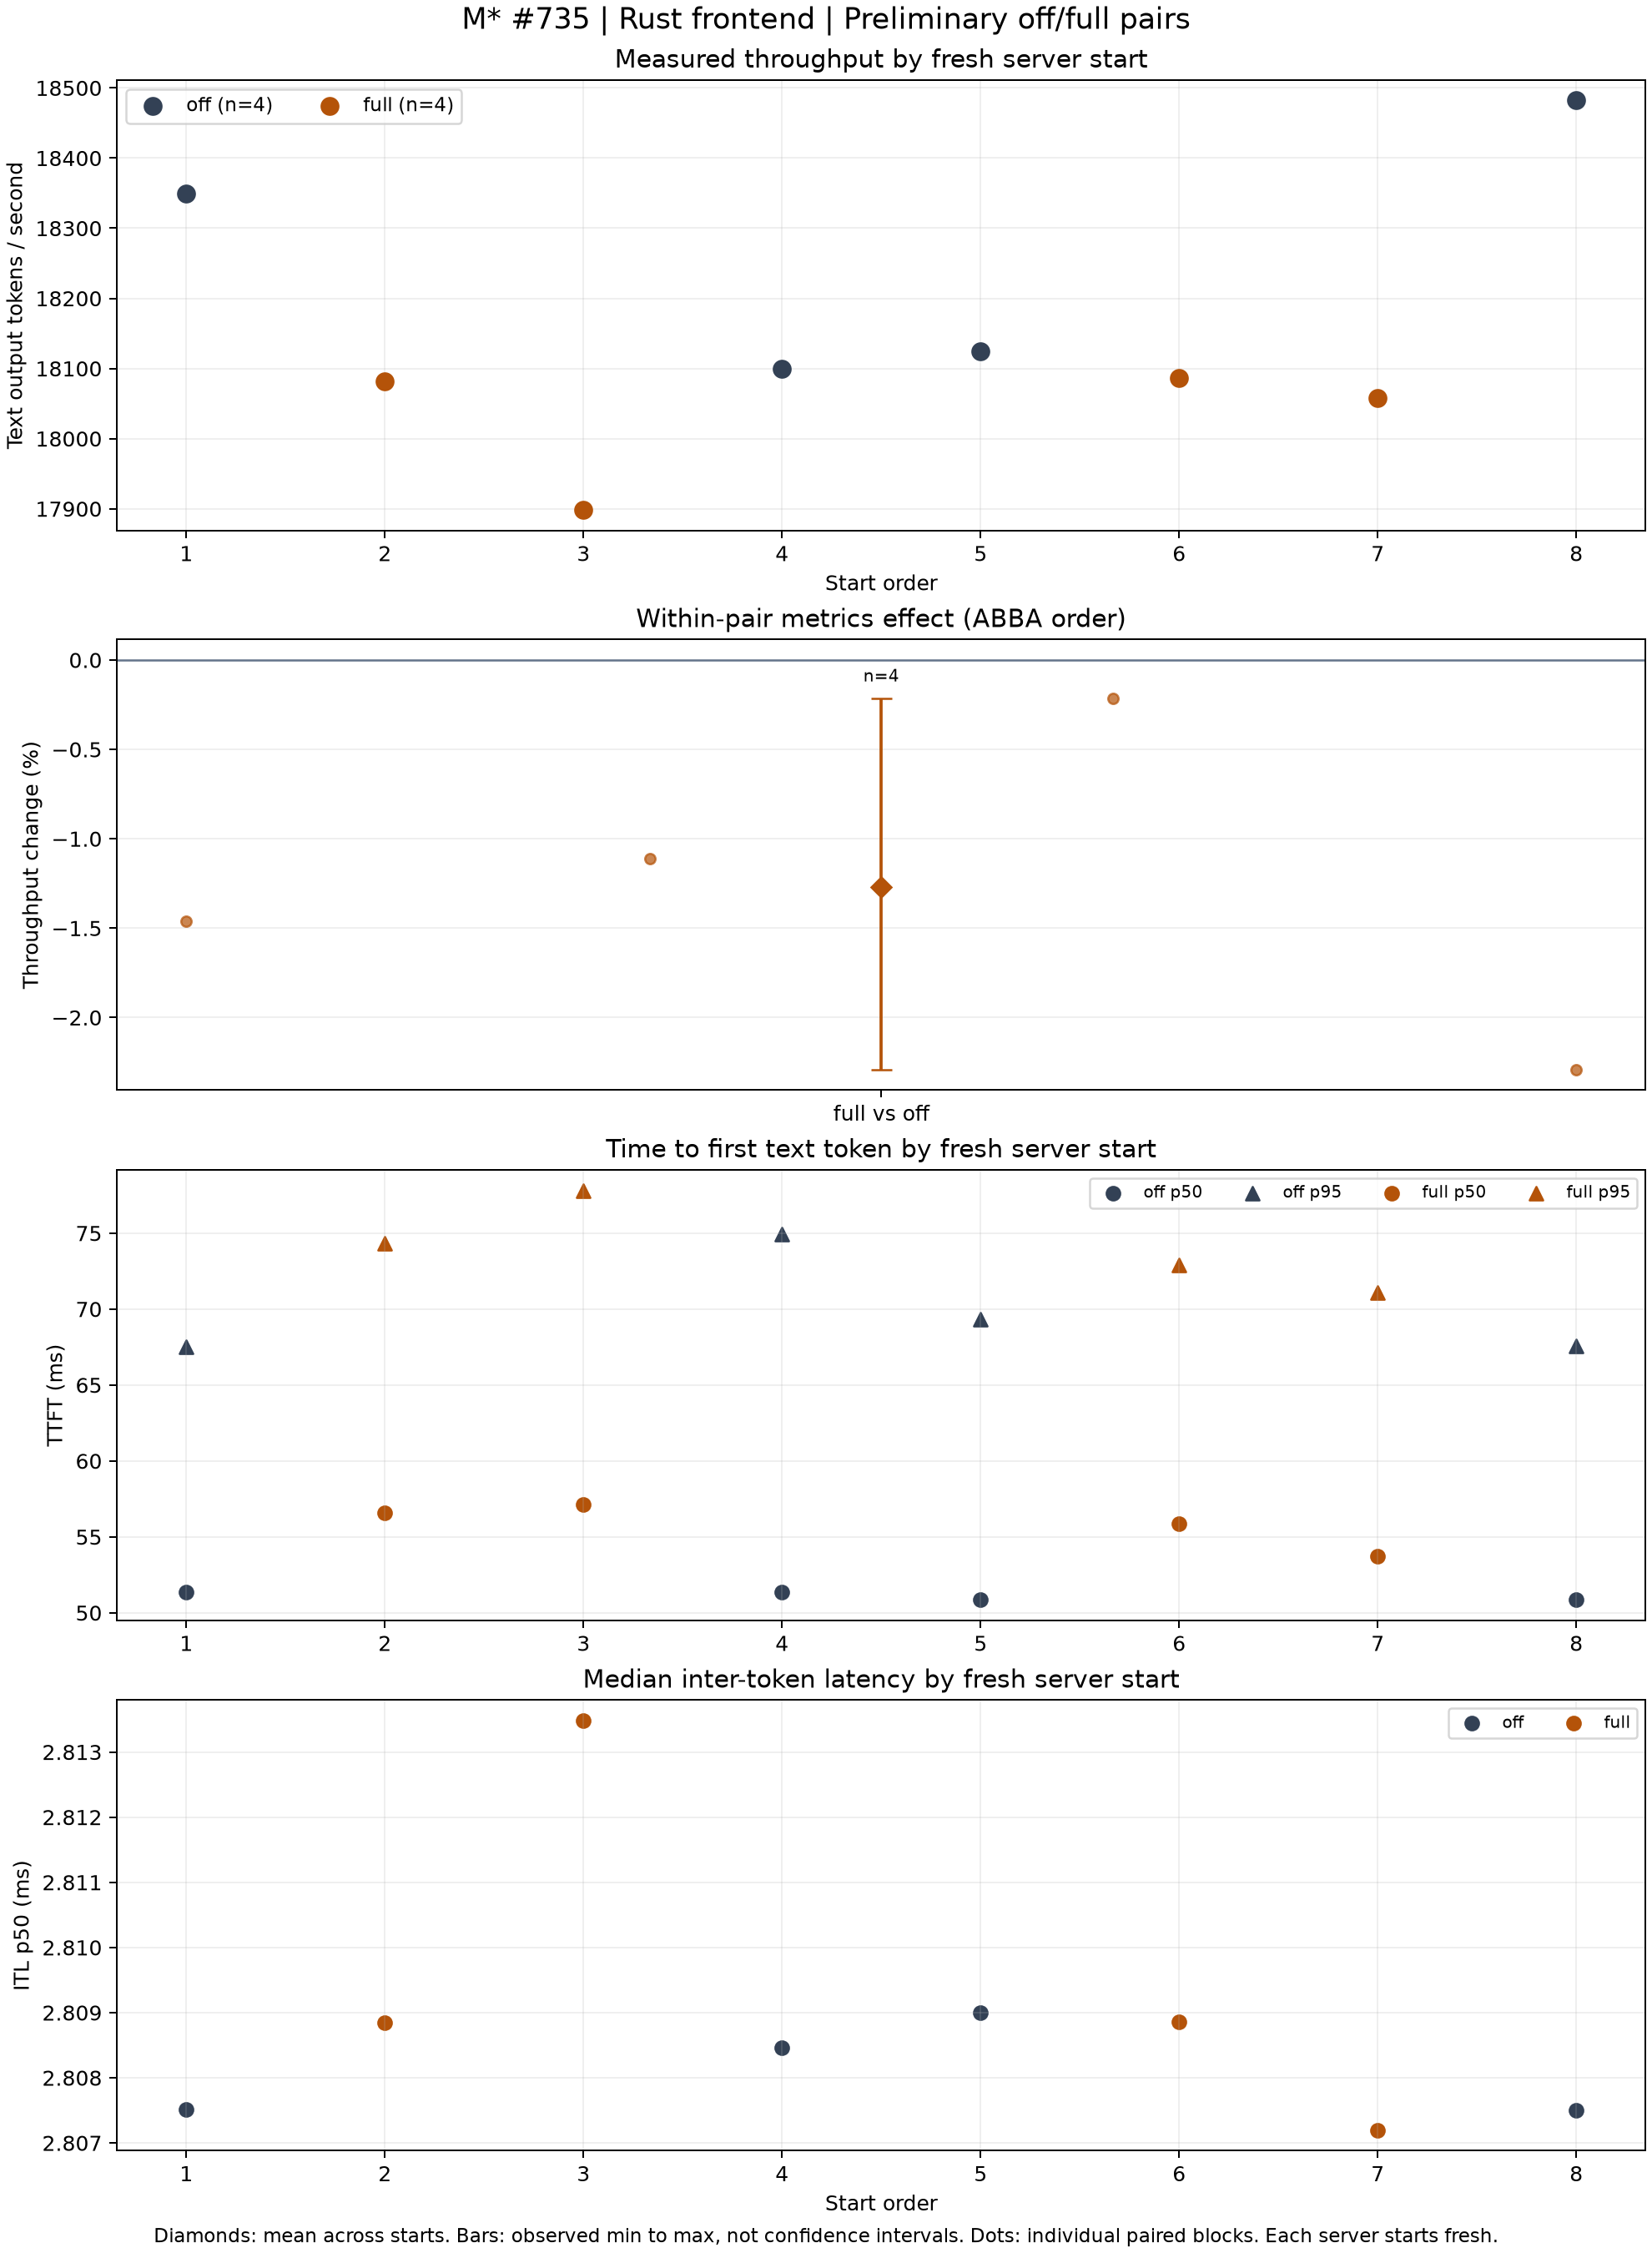 M* #735 | Rust frontend | Preliminary off/full pairs
Measured throughput by fresh server start
off (n=4)
full (n=4)
Text output tokens / second
18500
18400
18300
18200
18100
18000
17900
1 2 3 4 5 6 7 8
Start order
Within-pair metrics effect (ABBA order)
n=4
Throughput change (%)
0.0
−0.5
−1.0
−1.5
−2.0
full vs off
Time to first text token by fresh server start
off p50
off p95
full p50
full p95
TTFT (ms)
75
70
65
60
55
50
1 2 3 4 5 6 7 8
Median inter-token latency by fresh server start
off
full
ITL p50 (ms)
2.813
2.812
2.811
2.810
2.809
2.808
2.807
1 2 3 4 5 6 7 8
Start order
Diamonds: mean across starts. Bars: observed min to max, not confidence intervals. Dots: individual paired blocks. Each server starts fresh.